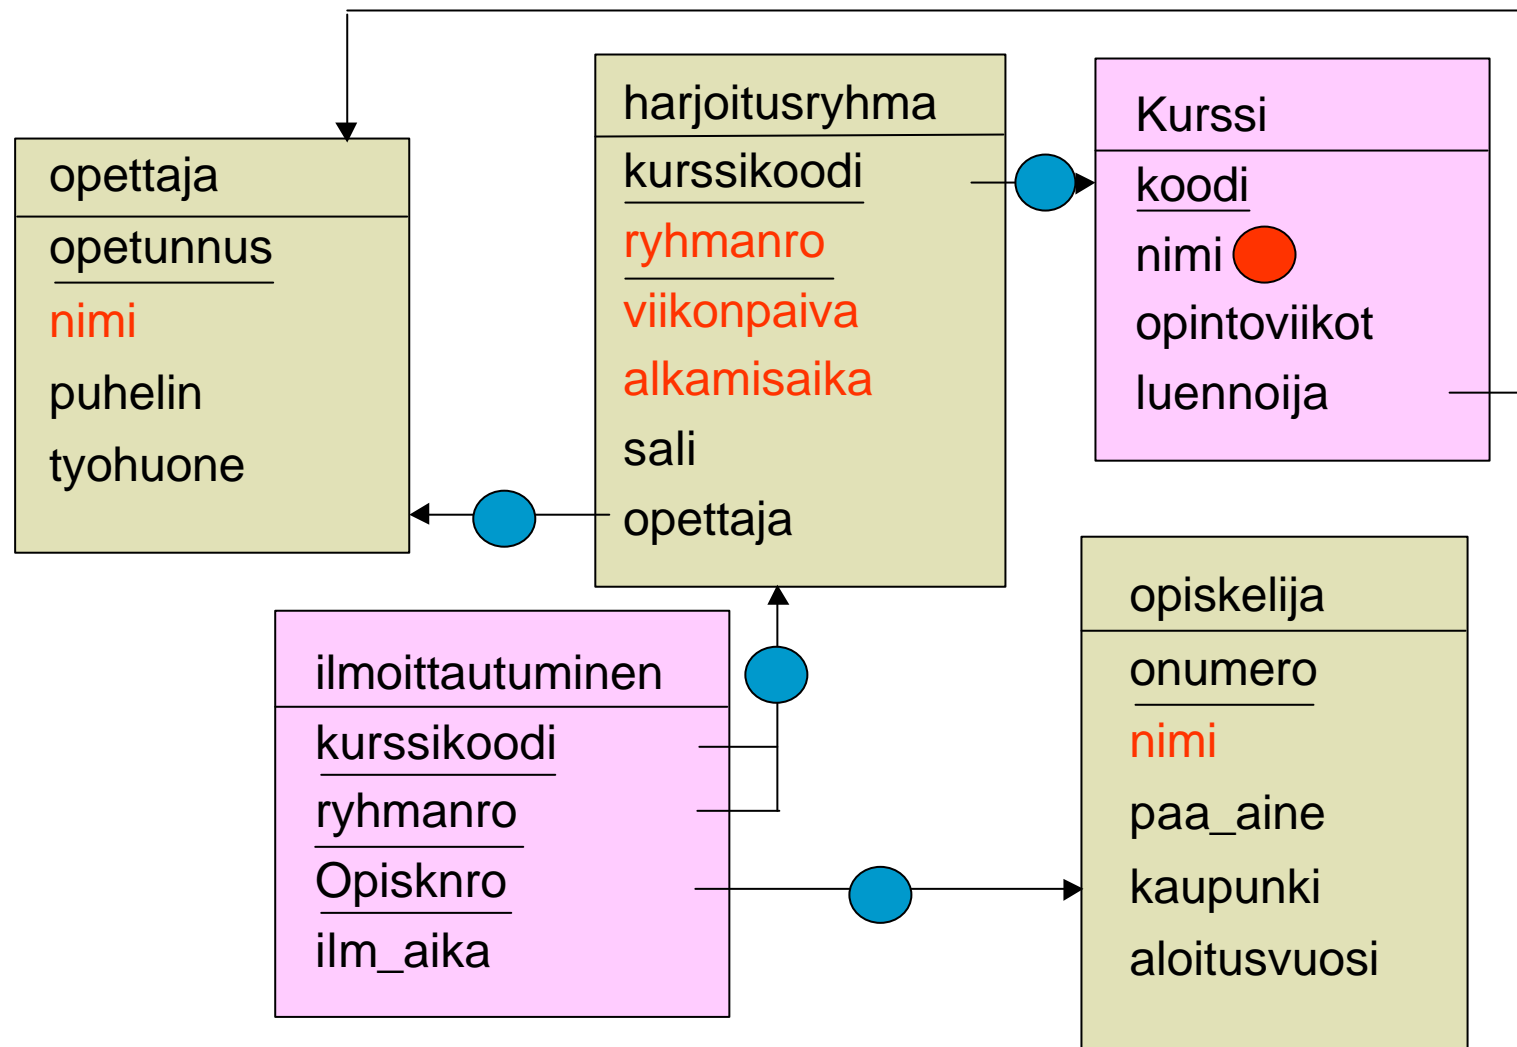 opettaja
opetunnus
nimi
puhelin
tyohuone
harjoitusryhma
kurssikoodi
ryhmanro
viikonpaiva
alkamisaika
sali
opettaja
Kurssi
koodi
nimi
opintoviikot
luennoija
ilmoittautuminen
kurssikoodi
ryhmanro
Opisknro
ilm_aika
opiskelija
onumero
nimi
paa_aine
kaupunki
aloitusvuosi